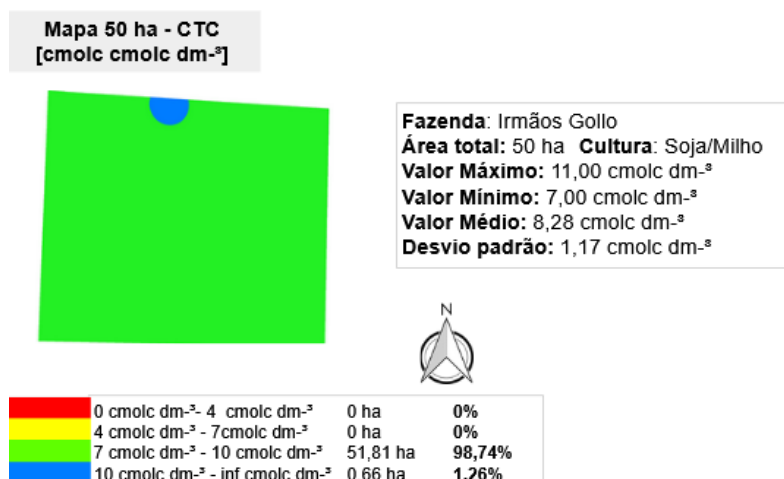 Mapa 50 ha - CTC
[cmolc cmolc dm-³]
Fazenda: Irmãos Gollo
Área total: 50 ha Cultura: Soja/Milho
Valor Máximo: 11,00 cmolc dm-³
Valor Mínimo: 7,00 cmolc dm-³
Valor Médio: 8,28 cmolc dm-³
Desvio padrão: 1,17 cmolc dm-³
N
0 cmolc dm-³- 4 cmolc dm-³ 0 ha 0%
4 cmolc dm-³ - 7cmolc dm-³ 0 ha 0%
7 cmolc dm-³ - 10 cmolc dm-³ 51,81 ha 98,74%
10 cmolc dm-³ - inf cmolc dm-³ 0,66 ha 1,26%